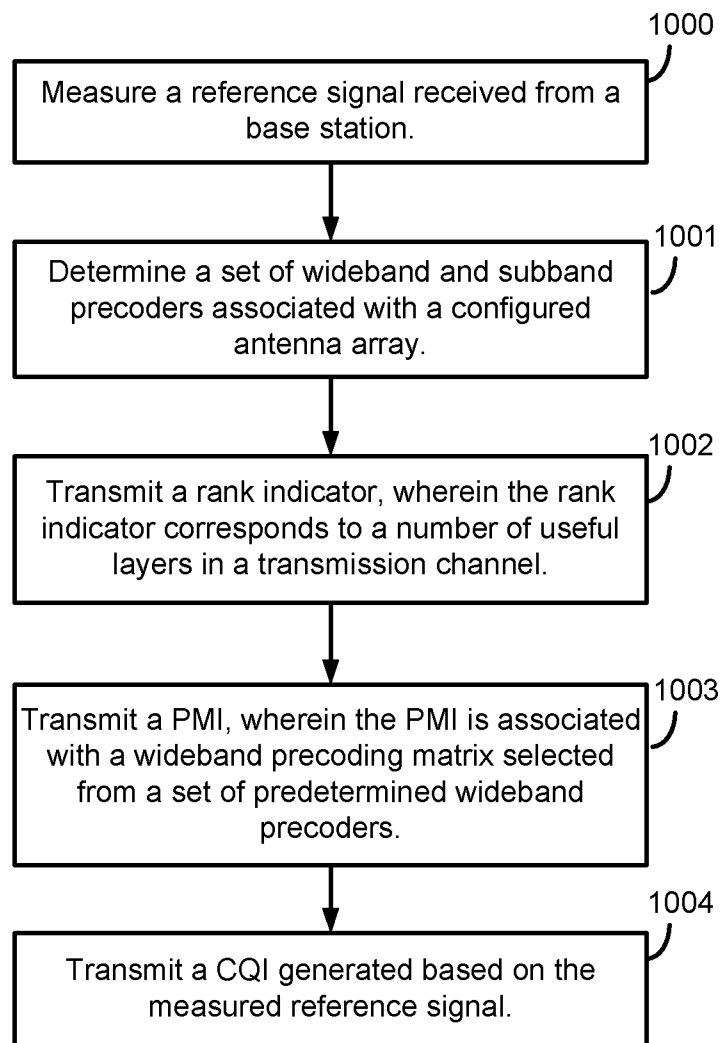 1000
Measure a reference signal received from a
base station.
1001
Determine a set of wideband and subband
precoders associated with a configured
antenna array.
1002
Transmit a rank indicator, wherein the rank
indicator corresponds to a number of useful
layers in a transmission channel.
1003
Transmit a PMI, wherein the PMI is associated
with a wideband precoding matrix selected
from a set of predetermined wideband
precoders.
1004
Transmit a CQI generated based on the
measured reference signal.